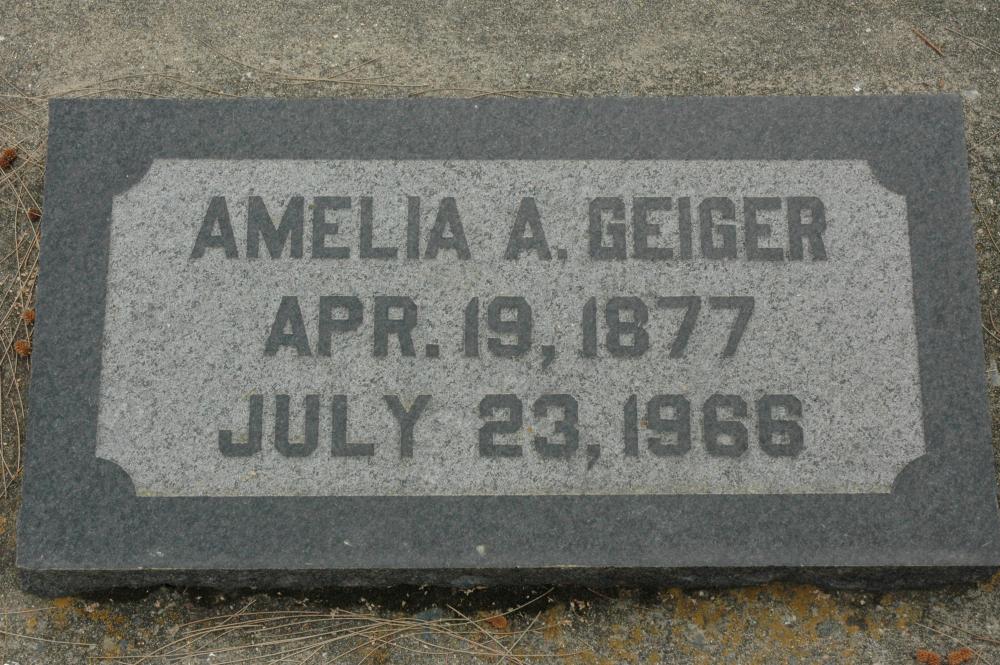 AMELIA A. GEIGER
APR. 19, 1877
JULY 23, 1966